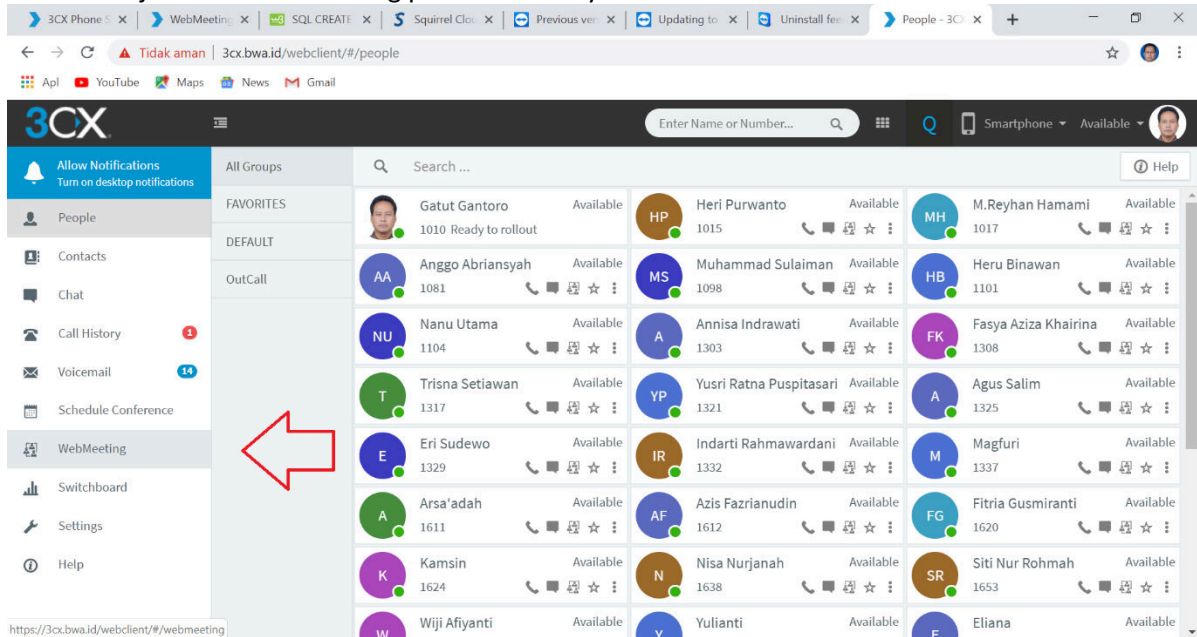 3CX Phone S
WebMeeting
SQL CREATE
Squirrel Clou
Previous vers
Updating to
Uninstall fee
People - 3CX
Tidak aman 3cx.bwa.id/webclient/#/people
Apl YouTube Maps News Gmail
3CX Enter Name or Number... Q Smartphone Available
Allow Notifications
Turn on desktop notifications
People
Contacts
Chat
Call History 1
Voicemail 14
Schedule Conference
WebMeeting
Switchboard
Settings
Help
All Groups
FAVORITES
DEFAULT
OutCall
Search ... Help
Gatut Gantoro Available
1010 Ready to rollout
HP Heri Purwanto Available
1015
MH M.Reyhan Hamami Available
1017
AA Anggo Abriansyah Available
1081
MS Muhammad Sulaiman Available
1098
HB Heru Binawan Available
1101
NU Nanu Utama Available
1104
A Annisa Indrawati Available
1303
FK Fasya Aziza Khairina Available
1308
T Trisna Setiawan Available
1317
YP Yusri Ratna Puspitasari Available
1321
A Agus Salim Available
1325
E Eri Sudewo Available
1329
IR Indarti Rahmawardani Available
1332
M Magfuri Available
1337
A Arsa'adah Available
1611
AF Azis Fazrianudin Available
1612
FG Fitria Gusmiranti Available
1620
K Kamsin Available
1624
N Nisa Nurjanah Available
1638
SR Siti Nur Rohmah Available
1653
W Wiji Afiyanti Available
Y Yulianti Available
E Eliana Available
https://3cx.bwa.id/webclient/#/webmeeting